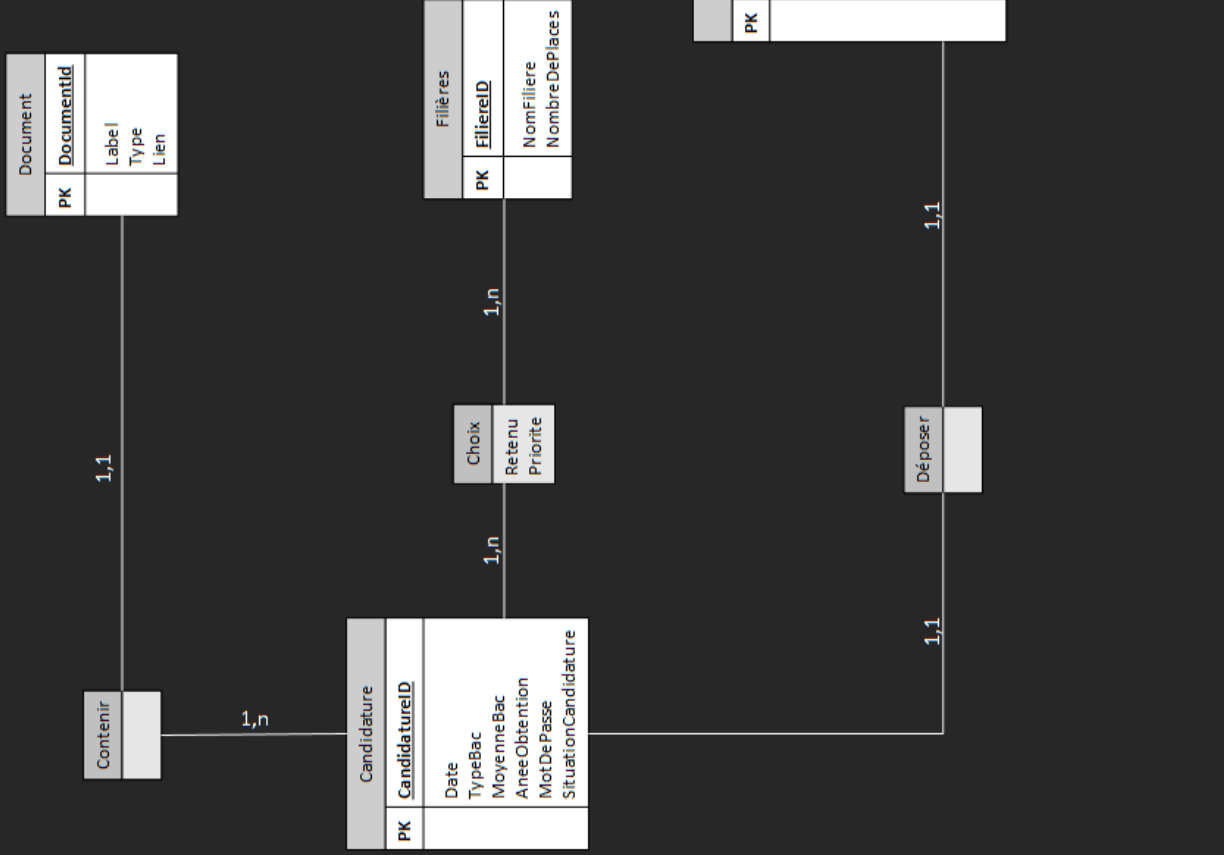 Document
PK DocumentId
Label
Type
Lien
1,1
Contenir
1,n
Candidature
PK CandidatureID
Date
TypeBac
MoyenneBac
AneeObtention
MotDePasse
SituationCandidature
1,n
Choix
Retenu
Priorite
1,n
Filières
PK FiliereID
NomFiliere
NombreDePlaces
1,1
Déposer
1,1
PK